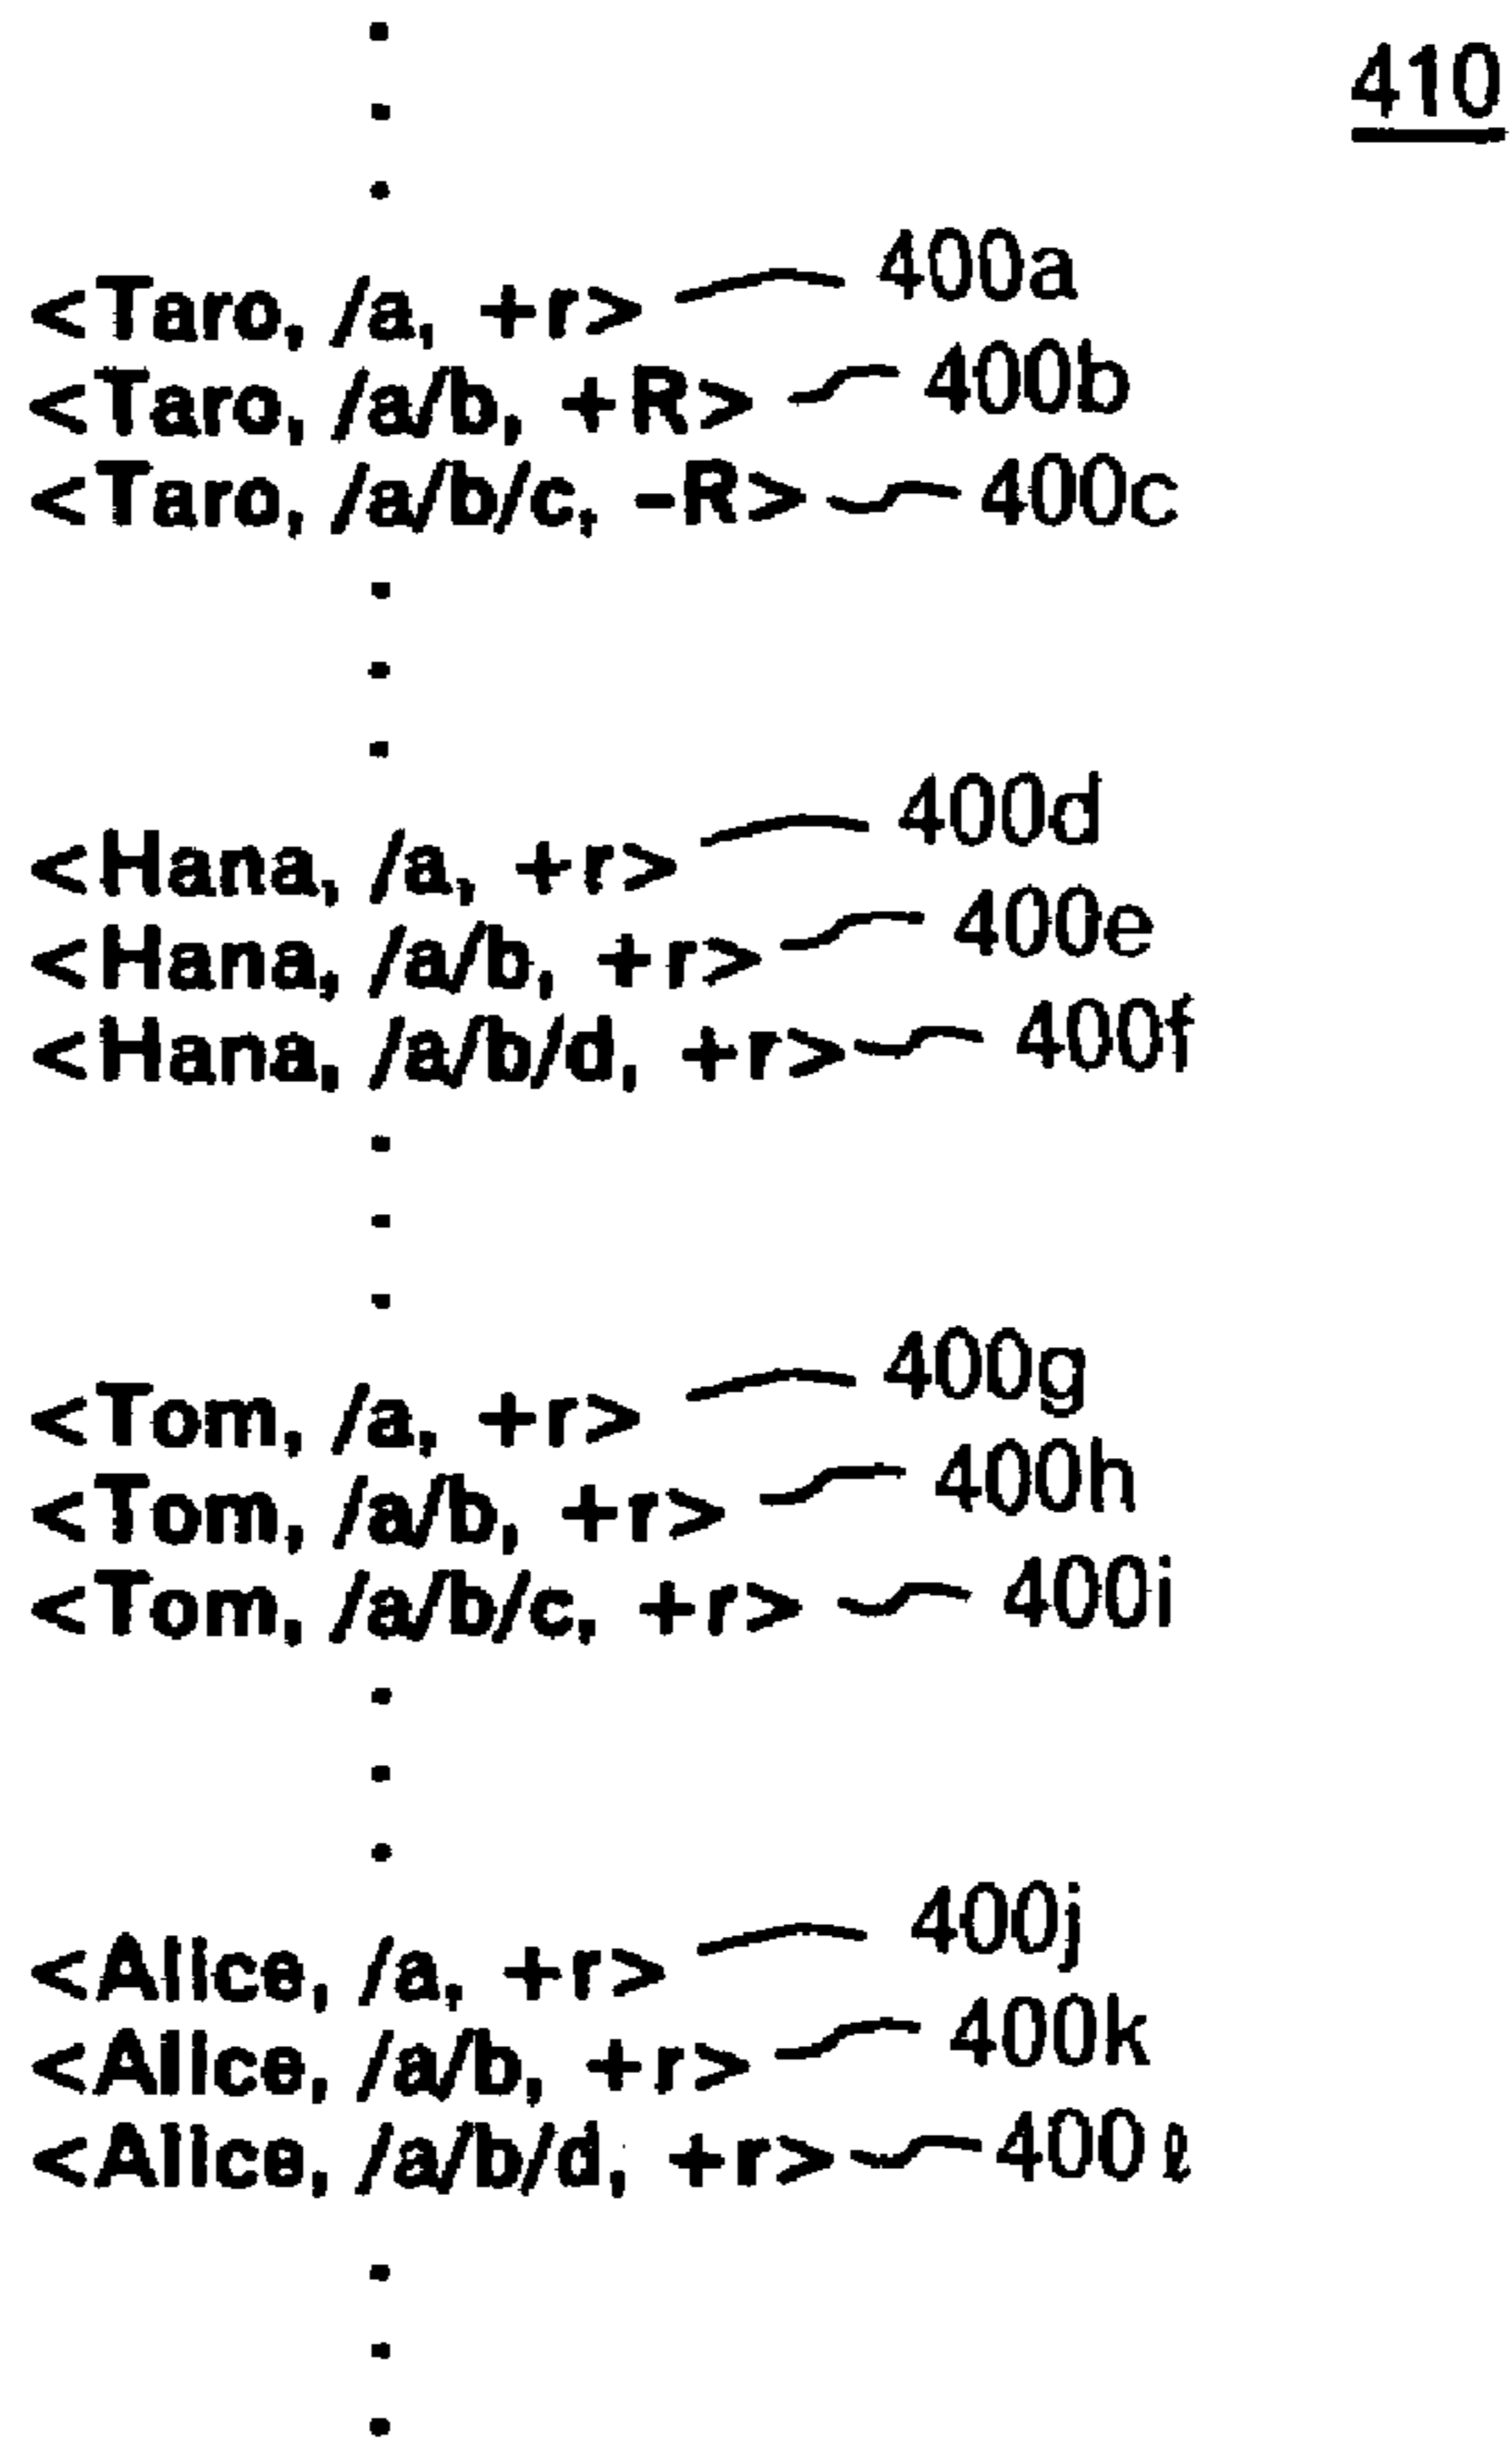 410
<Taro, /a, +r> 400a
<Taro, /a/b, +R> 400b
<Taro, /a/b/c, -R> 400c
<Hana, /a, +r> 400d
<Hana, /a/b, +r> 400e
<Hana, /a/b/d, +r> 400f
<Tom, /a, +r> 400g
<Tom, /a/b, +r> 400h
<Tom, /a/b/c, +r> 400i
<Alice, /a, +r> 400j
<Alice, /a/b, +r> 400k
<Alice, /a/b/d, +r> 400ℓ